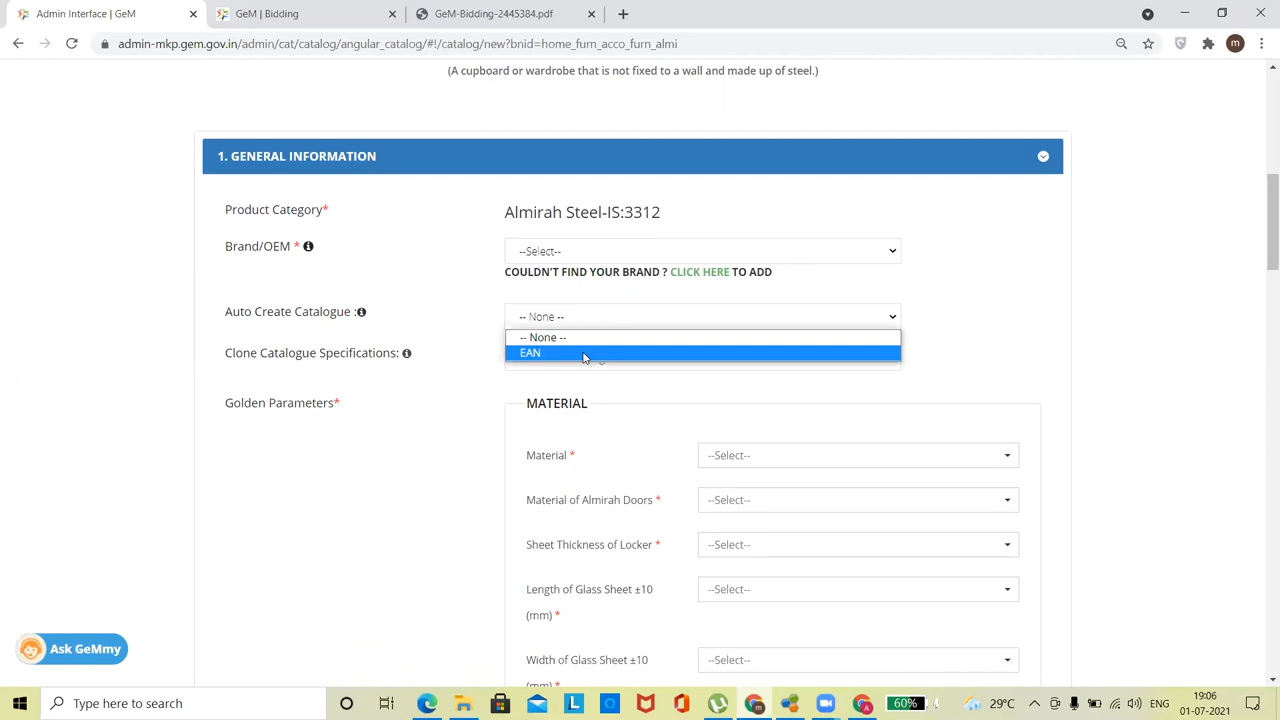 Admin Interface | GeM
GeM | Bidding
GeM-Bidding-2445384.pdf
admin-mkp.gem.gov.in/admin/cat/catalog/angular_catalog/#!/catalog/new?bnid=home_furn_acco_furn_almi
m
(A cupboard or wardrobe that is not fixed to a wall and made up of steel.)
1. GENERAL INFORMATION
Product Category*
Almirah Steel-IS:3312
Brand/OEM *
--Select--
COULDN'T FIND YOUR BRAND ? CLICK HERE TO ADD
Auto Create Catalogue :
-- None --
-- None --
EAN
Clone Catalogue Specifications:
Golden Parameters*
MATERIAL
Material *
--Select--
Material of Almirah Doors *
--Select--
Sheet Thickness of Locker *
--Select--
Length of Glass Sheet ±10
(mm) *
--Select--
Width of Glass Sheet ±10
(mm) *
--Select--
Ask GeMmy
Type here to search
60%
29°C
ENG
19:06
01-07-2021